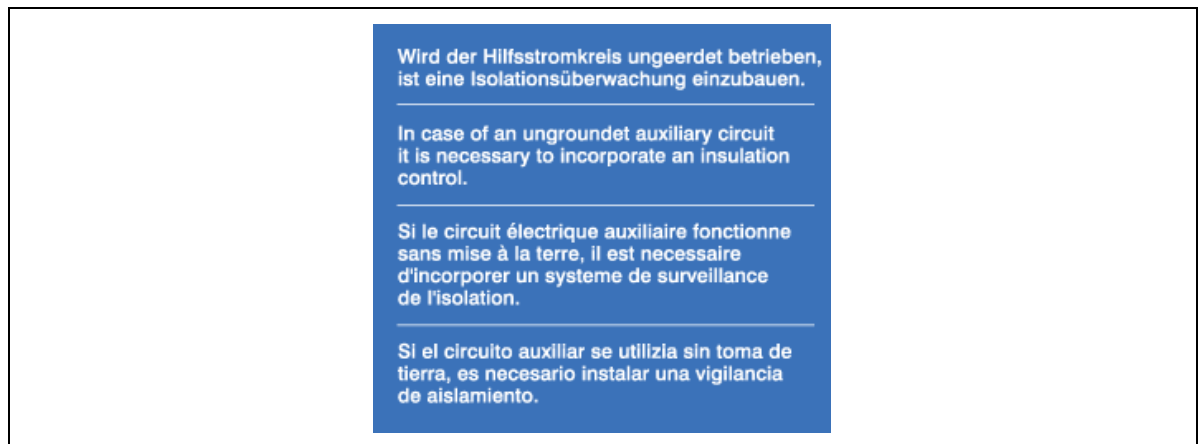 Wird der Hilfsstromkreis ungeerdet betrieben,
ist eine Isolationsüberwachung einzubauen.
In case of an ungroundet auxiliary circuit
it is necessary to incorporate an insulation
control.
Si le circuit électrique auxiliaire fonctionne
sans mise à la terre, il est necessaire
d'incorporer un systeme de surveillance
de l'isolation.
Si el circuito auxiliar se utilizia sin toma de
tierra, es necesario instalar una vigilancia
de aislamiento.